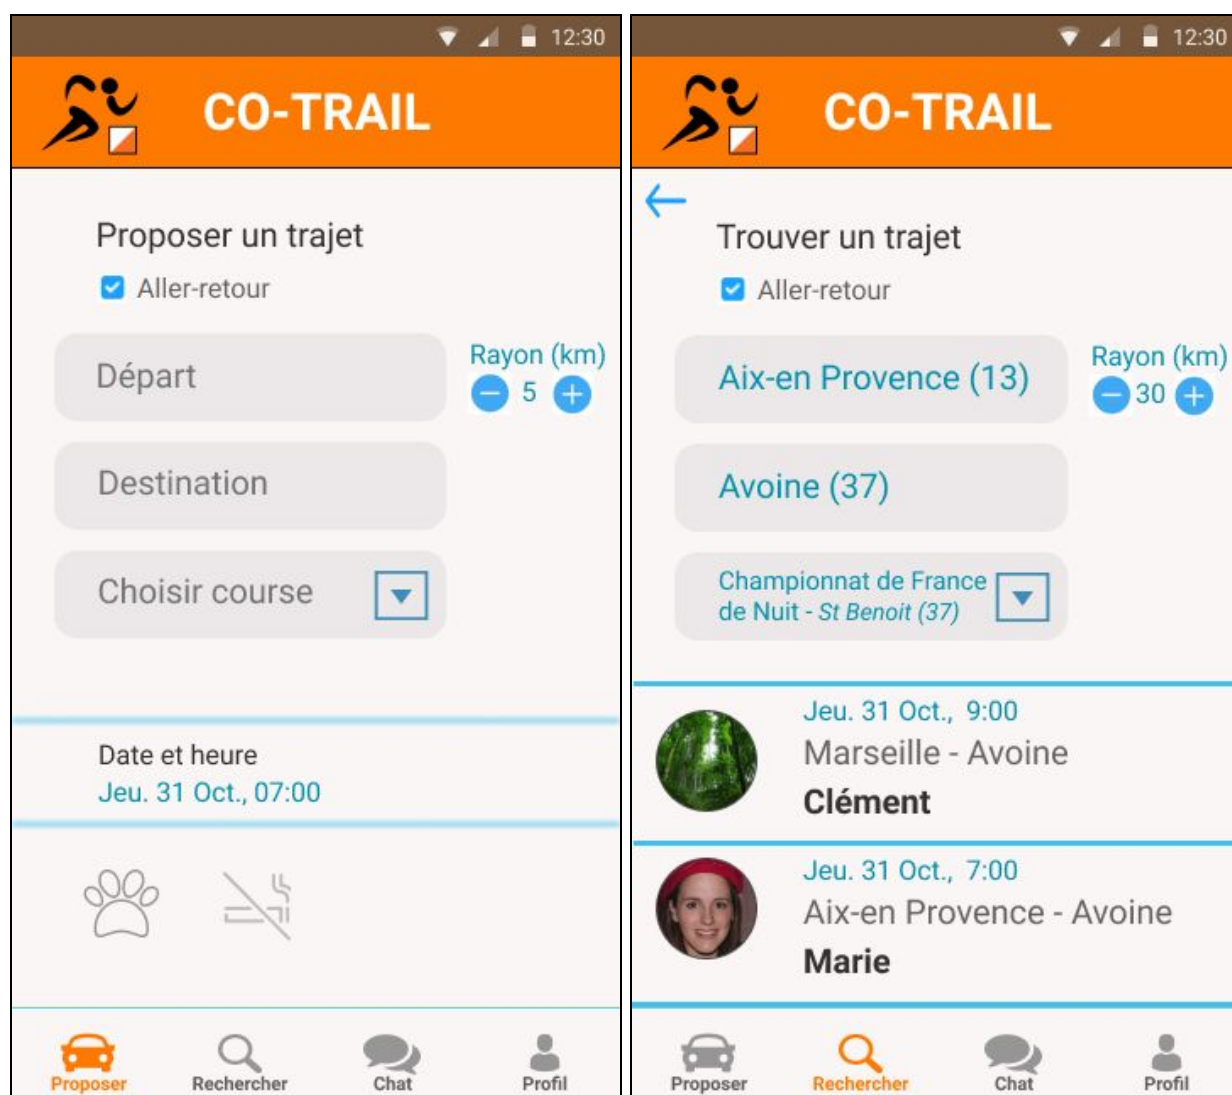 12:30
CO-TRAIL
Proposer un trajet
Aller-retour
Départ
Rayon (km)
5
Destination
Choisir course
Date et heure
Jeu. 31 Oct., 07:00
Proposer
Rechercher
Chat
Profil
12:30
CO-TRAIL
Trouver un trajet
Aller-retour
Aix-en Provence (13)
Rayon (km)
30
Avoine (37)
Championnat de France
de Nuit - St Benoit (37)
Jeu. 31 Oct., 9:00
Marseille - Avoine
Clément
Jeu. 31 Oct., 7:00
Aix-en Provence - Avoine
Marie
Proposer
Rechercher
Chat
Profil